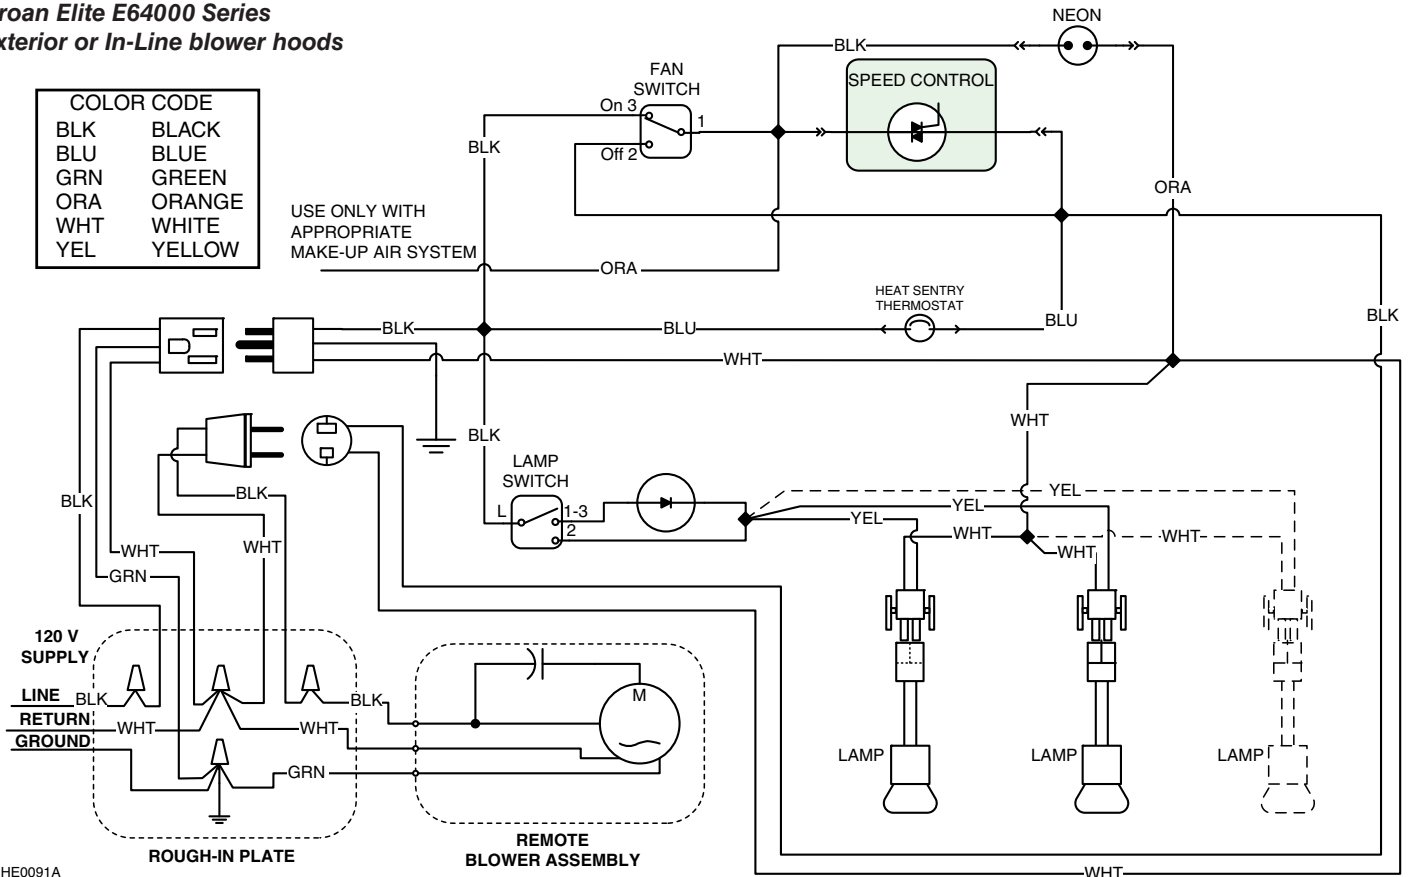 roan Elite E64000 Series
xterior or In-Line blower hoods
COLOR CODE
BLK BLACK
BLU BLUE
GRN GREEN
ORA ORANGE
WHT WHITE
YEL YELLOW
NEON
BLK
FAN
SWITCH
SPEED CONTROL
On 3
1
Off 2
BLK
ORA
USE ONLY WITH
APPROPRIATE
MAKE-UP AIR SYSTEM
ORA
HEAT SENTRY
THERMOSTAT
BLK
BLU
BLU
BLK
WHT
WHT
BLK
LAMP
SWITCH
L
1-3
2
YEL
YEL
YEL
WHT
WHT
WHT
BLK
BLK
WHT
WHT
GRN
120 V
SUPPLY
LINE
BLK
RETURN
WHT
GROUND
WHT
BLK
GRN
M
LAMP
LAMP
LAMP
ROUGH-IN PLATE
REMOTE
BLOWER ASSEMBLY
HE0091A
WHT